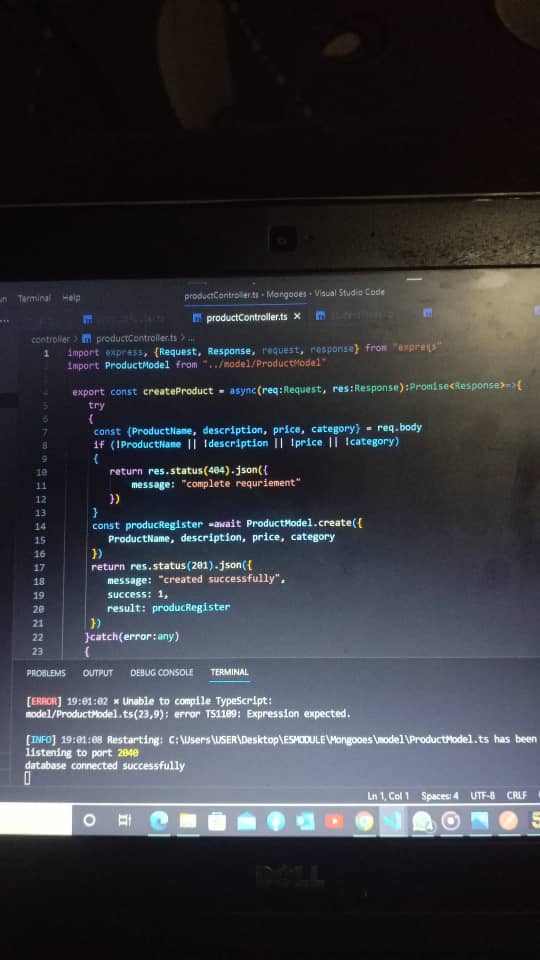 Terminal Help
productController.ts - Mongooes - Visual Studio Code
productController.ts
controller > productController.ts > ...
1 import express, {Request, Response, request, response} from "express"
import ProductModel from "../model/ProductModel"
4 export const createProduct = async(req:Request, res:Response):Promise<Response>=>{
5 try
6 {
7 const {ProductName, description, price, category} = req.body
8 if (!ProductName || !description || !price || !category)
9 {
10 return res.status(404).json({
11 message: "complete requriement"
12 })
13 }
14 const producRegister =await ProductModel.create({
15 ProductName, description, price, category
16 })
17 return res.status(201).json({
18 message: "created successfully",
19 success: 1,
20 result: producRegister
21 })
22 }catch(error:any)
23 {
PROBLEMS OUTPUT DEBUG CONSOLE TERMINAL
[ERROR] 19:01:02 × Unable to compile TypeScript:
model/ProductModel.ts(23,9): error TS1109: Expression expected.
[INFO] 19:01:08 Restarting: C:\Users\USER\Desktop\ESMODULE\Mongooes\model\ProductModel.ts has been
listening to port 2040
database connected successfully
Ln 1, Col 1 Spaces: 4 UTF-8 CRLF
DELL